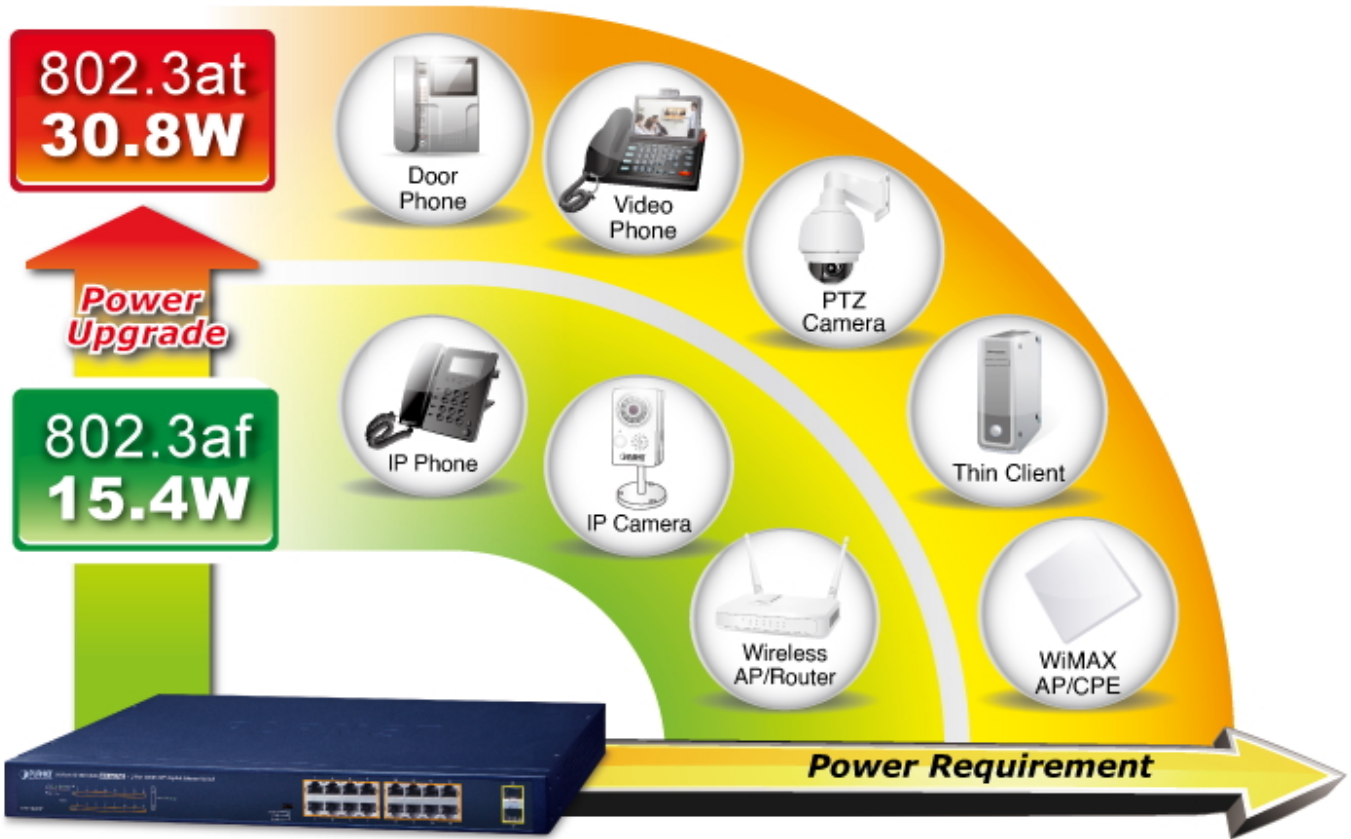 802.3at
30.8W
Power
Upgrade
802.3af
15.4W
Door
Phone
Video
Phone
PTZ
Camera
Thin Client
WiMAX
AP/CPE
IP Phone
IP Camera
Wireless
AP/Router
Power Requirement
PLANET